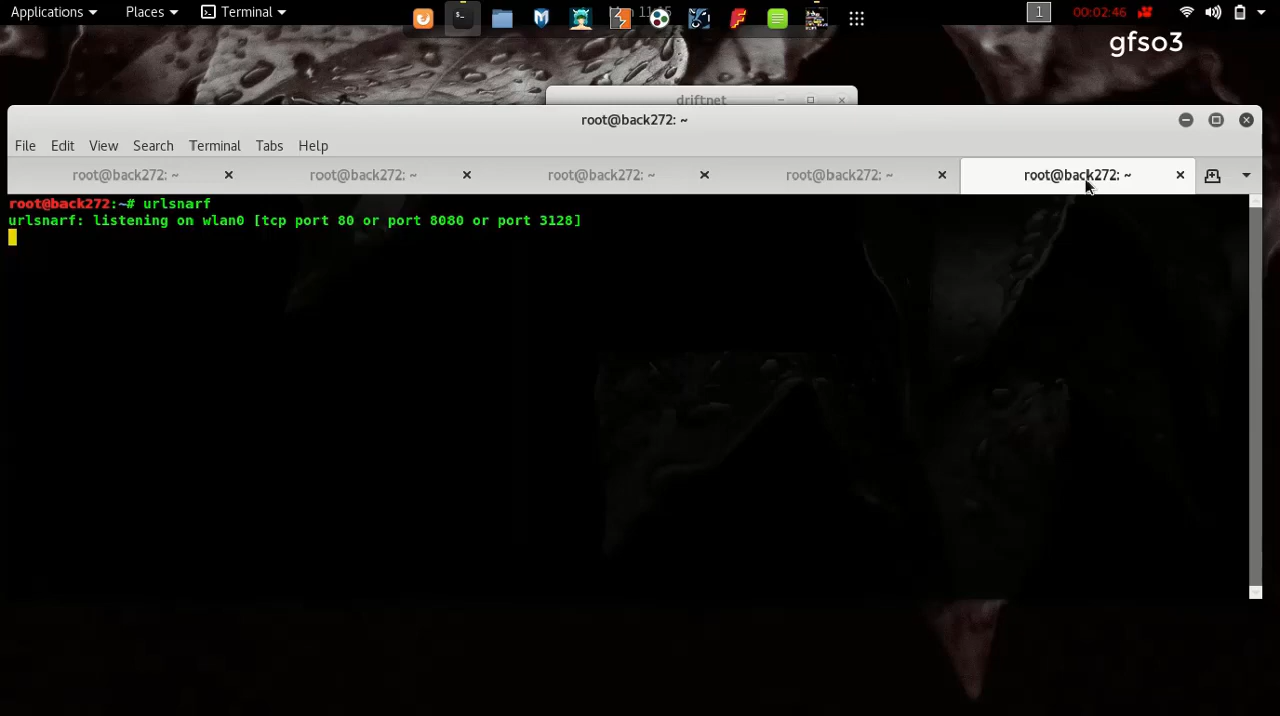 Applications Places Terminal 1 00:02:46
gfso3
driftnet
root@back272: ~
File Edit View Search Terminal Tabs Help
root@back272: ~ root@back272: ~ root@back272: ~ root@back272: ~ root@back272: ~
root@back272:~# urlsnarf
urlsnarf: listening on wlan0 [tcp port 80 or port 8080 or port 3128]